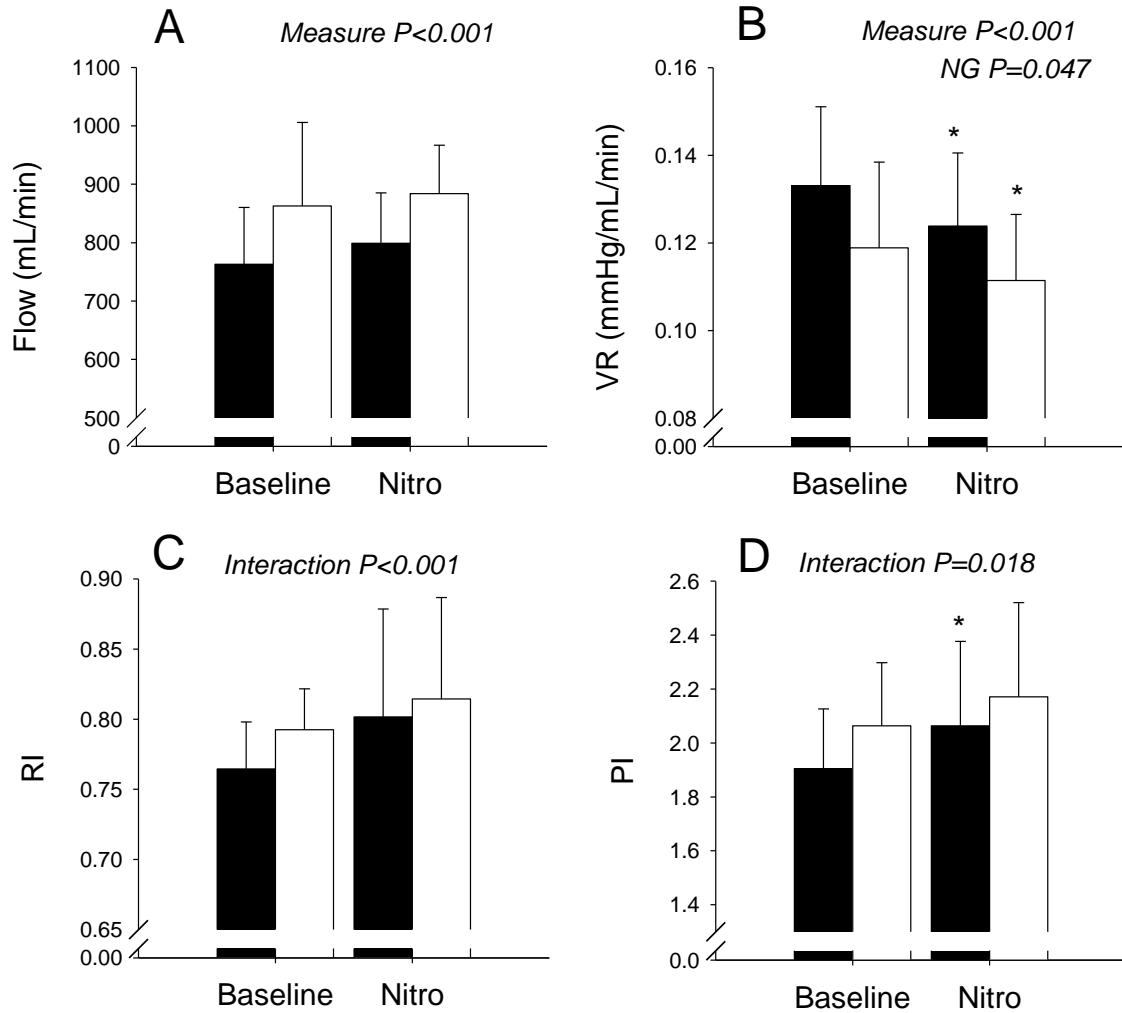 A
Measure P<0.001
1100
1000
900
800
700
600
500
0
Flow (mL/min)
Baseline
Nitro
B
Measure P<0.001
NG P=0.047
0.16
0.14
0.12
0.10
0.08
0.00
VR (mmHg/mL/min)
*
*
Baseline
Nitro
C
Interaction P<0.001
0.90
0.85
0.80
0.75
0.70
0.65
0.00
RI
Baseline
Nitro
D
Interaction P=0.018
2.6
2.4
2.2
2.0
1.8
1.6
1.4
0.0
PI
*
Baseline
Nitro